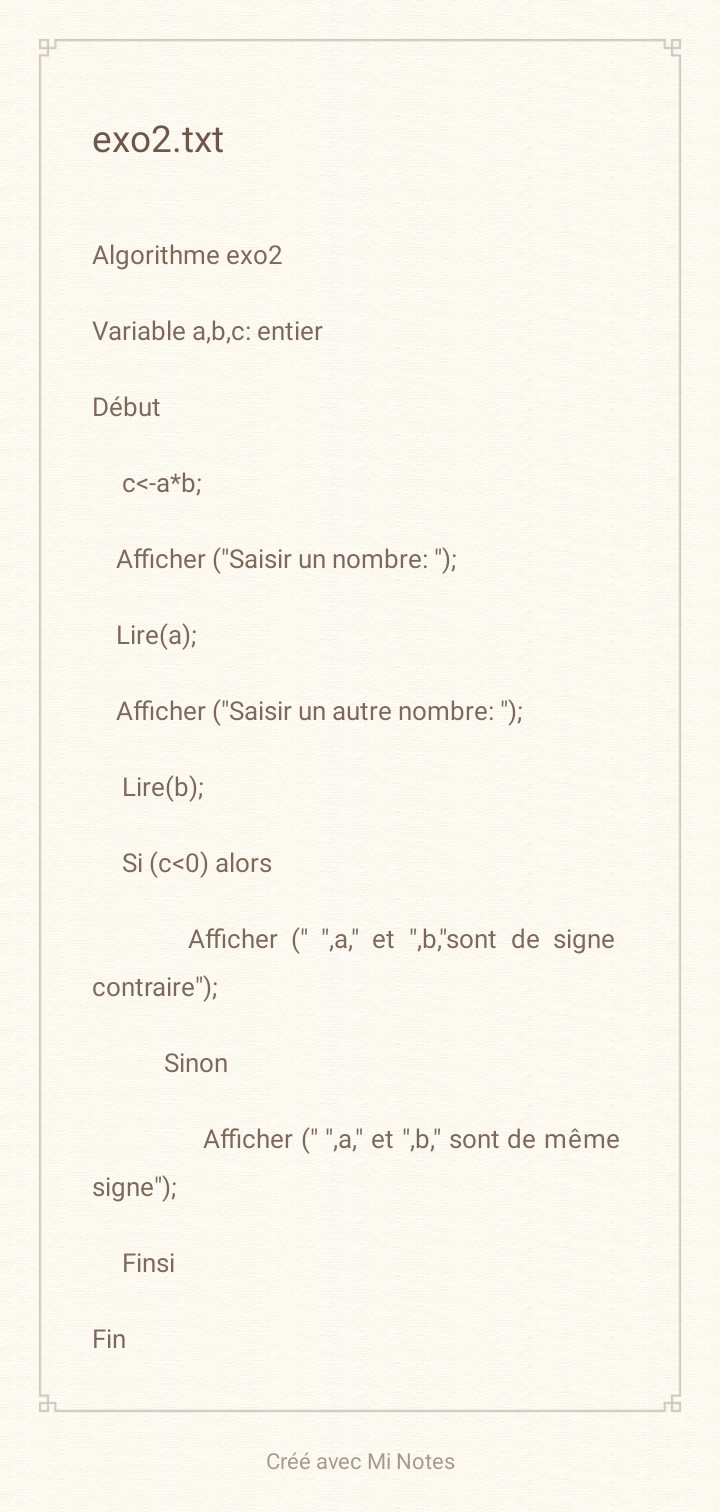 exo2.txt
Algorithme exo2
Variable a,b,c: entier
Début
c<-a*b;
Afficher ("Saisir un nombre: ");
Lire(a);
Afficher ("Saisir un autre nombre: ");
Lire(b);
Si (c<0) alors
Afficher (" ",a," et ",b,"sont de signe
contraire");
Sinon
Afficher (" ",a," et ",b," sont de même
signe");
Finsi
Fin
Créé avec Mi Notes